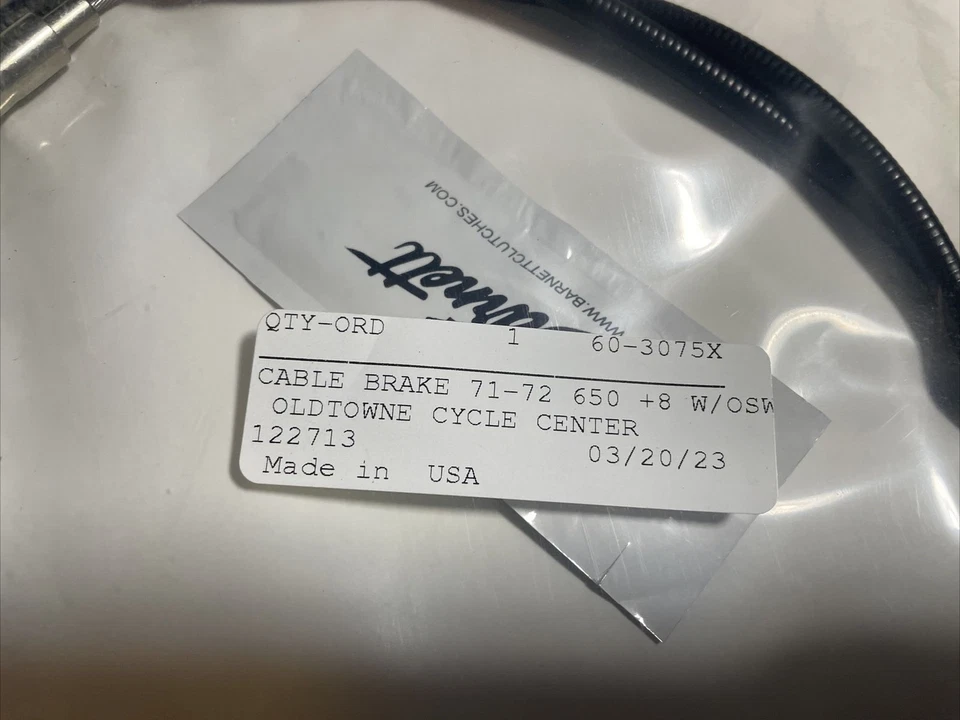 WWW.BARNETTCLUTCHES.COM
Barnett
QTY-ORD 1 60-3075X
CABLE BRAKE 71-72 650 +8 W/OSW
OLDTOWNE CYCLE CENTER
122713 03/20/23
Made in USA